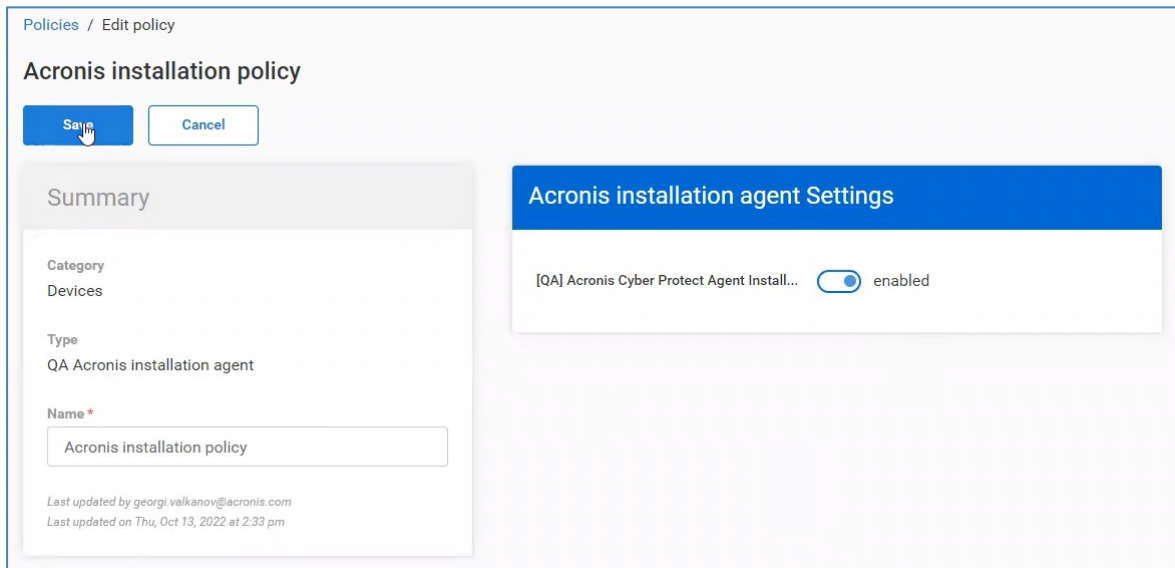 Policies / Edit policy
Acronis installation policy
Save
Cancel
Summary
Category
Devices
Type
QA Acronis installation agent
Name *
Acronis installation policy
Last updated by georgi.valkanov@acronis.com
Last updated on Thu, Oct 13, 2022 at 2:33 pm
Acronis installation agent Settings
[QA] Acronis Cyber Protect Agent Install... enabled